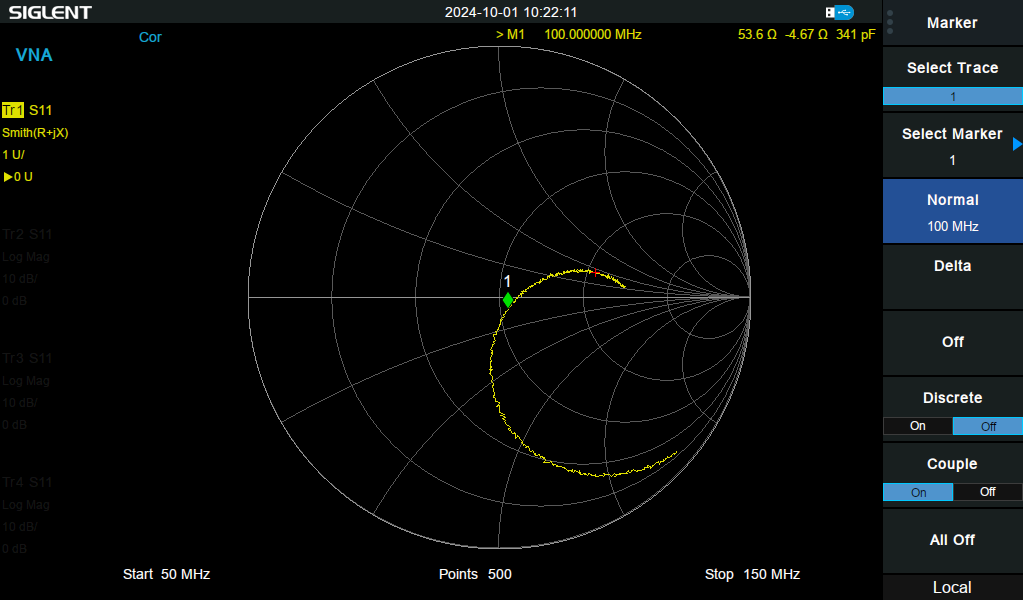 SIGLENT
2024-10-01 10:22:11
Marker
VNA
Cor
> M1 100.000000 MHz
53.6 Ω -4.67 Ω 341 pF
Select Trace
1
Tr1 S11
Smith(R+jX)
1 U/
0 U
Select Marker
1
Normal
100 MHz
Tr2 S11
Log Mag
10 dB/
0 dB
Delta
1
Off
Tr3 S11
Log Mag
10 dB/
0 dB
Discrete
On Off
Couple
On Off
Tr4 S11
Log Mag
10 dB/
0 dB
All Off
Start 50 MHz
Points 500
Stop 150 MHz
Local